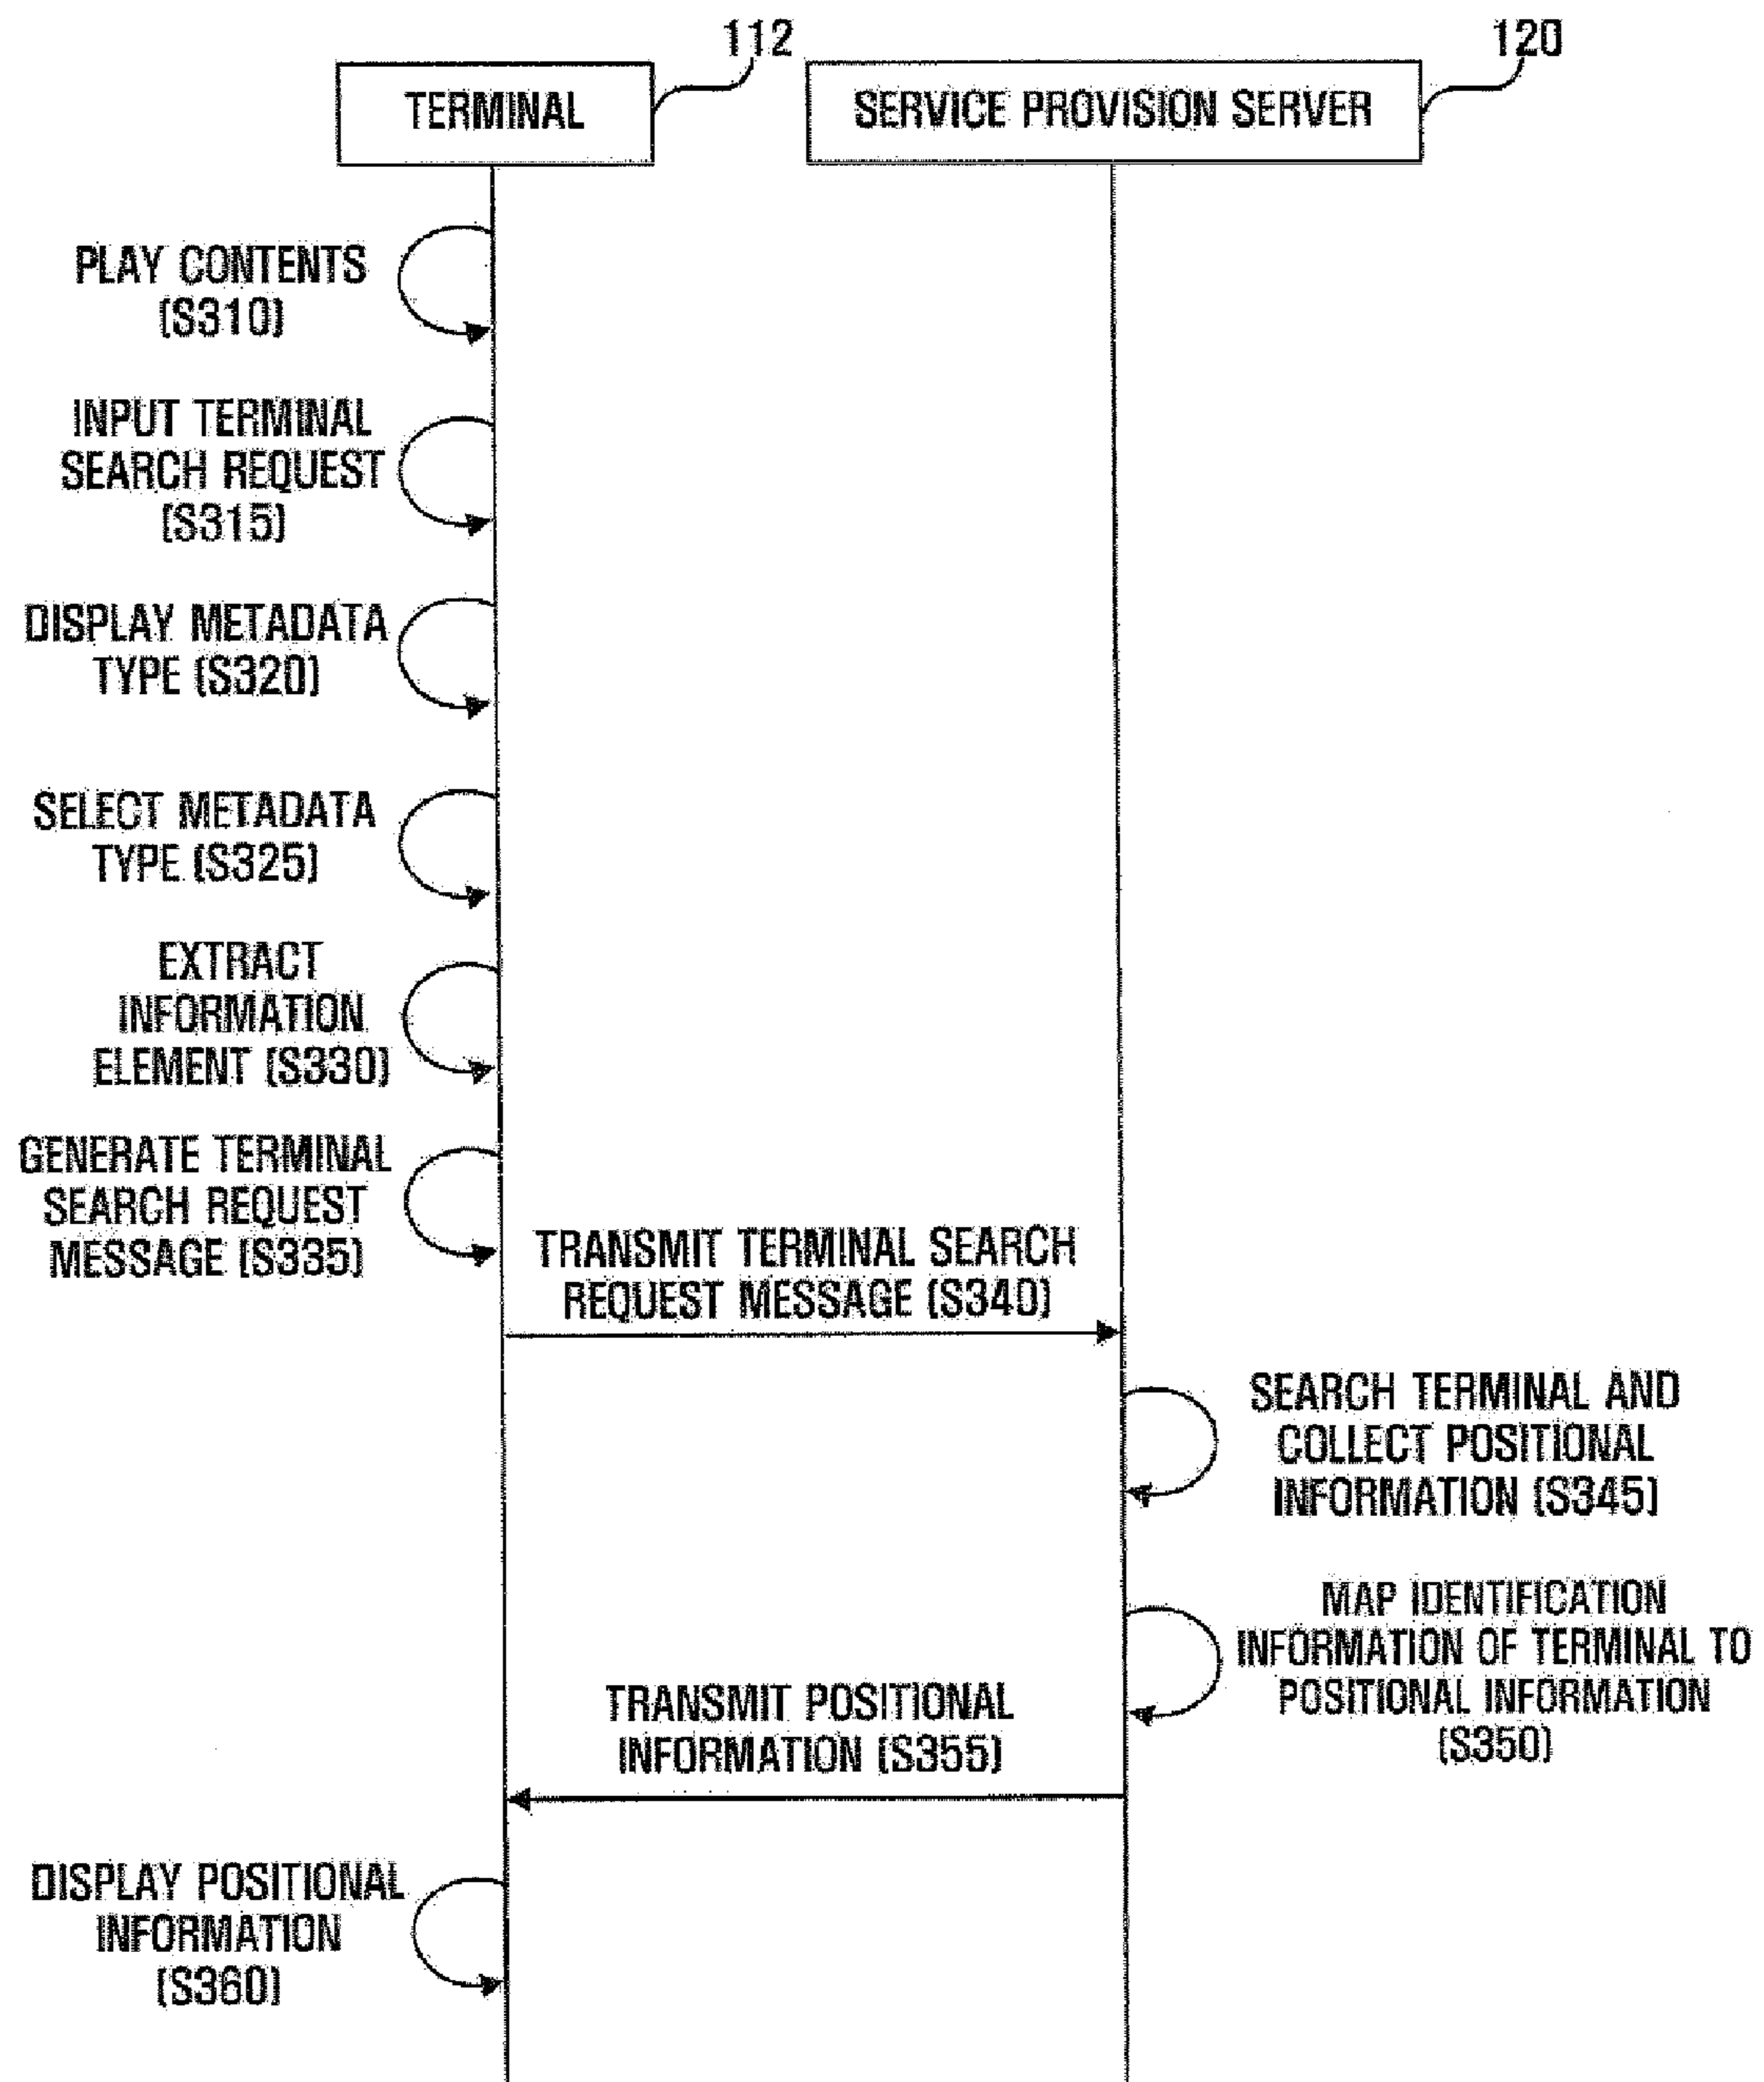 112
120
TERMINAL
SERVICE PROVISION SERVER
PLAY CONTENTS
(S310)
INPUT TERMINAL
SEARCH REQUEST
(S315)
DISPLAY METADATA
TYPE (S320)
SELECT METADATA
TYPE (S325)
EXTRACT
INFORMATION
ELEMENT (S330)
GENERATE TERMINAL
SEARCH REQUEST
MESSAGE (S335)
TRANSMIT TERMINAL SEARCH
REQUEST MESSAGE (S340)
SEARCH TERMINAL AND
COLLECT POSITIONAL
INFORMATION (S345)
MAP IDENTIFICATION
INFORMATION OF TERMINAL TO
POSITIONAL INFORMATION
(S350)
TRANSMIT POSITIONAL
INFORMATION (S355)
DISPLAY POSITIONAL
INFORMATION
(S360)